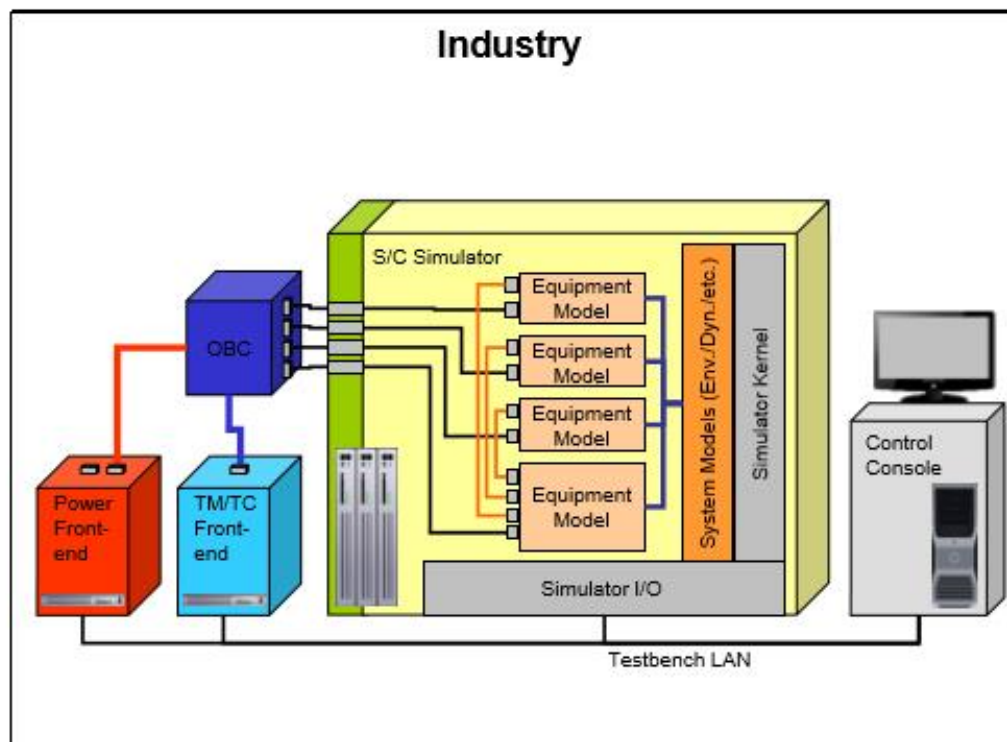 Industry
S/C Simulator
Equipment
Model
Equipment
Model
Equipment
Model
Equipment
Model
System Models (Env./Dyn./etc.)
Simulator Kernel
OBC
Power
Front-
end
TM/TC
Front-
end
Control
Console
Simulator I/O
Testbench LAN